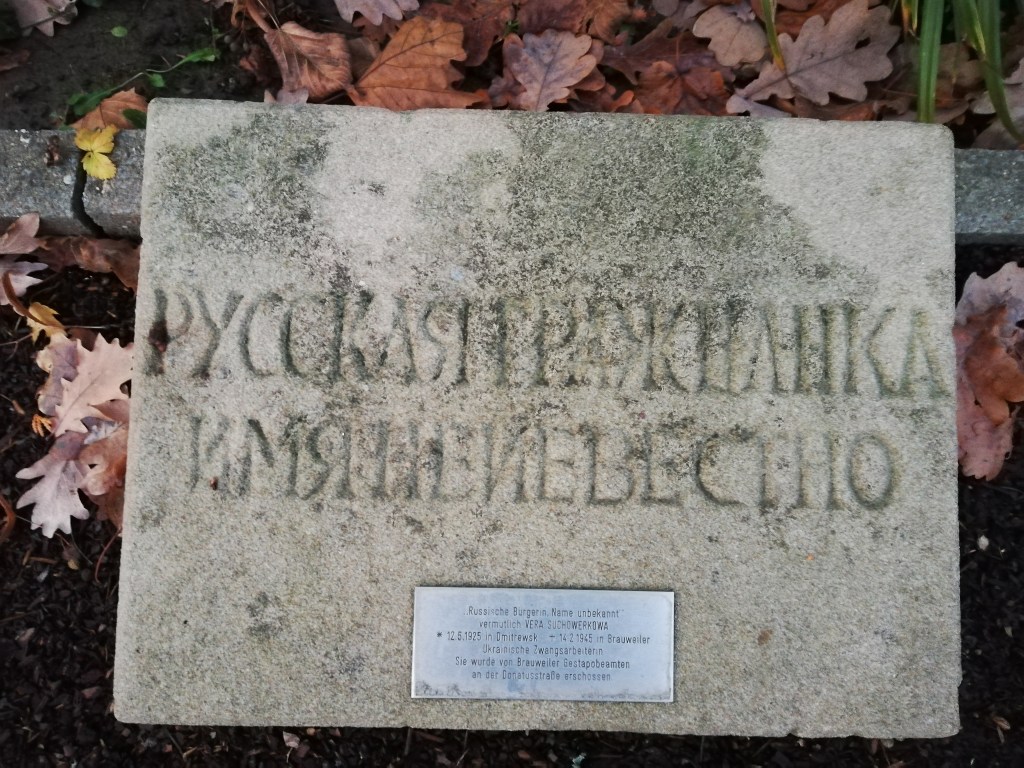 РУССКАЯ ГРАЖДАНКА
ИМЯ НЕИЕВЕСТНО
„Russische Bürgerin, Name unbekannt"
vermutlich VERA SUCHOWERKOWA
* 12.6.1925 in Dmitrewsk - + 14.2.1945 in Brauweiler
Ukrainische Zwangsarbeiterin
Sie wurde von Brauweiler Gestapobeamten
an der Donatusstraße erschossen